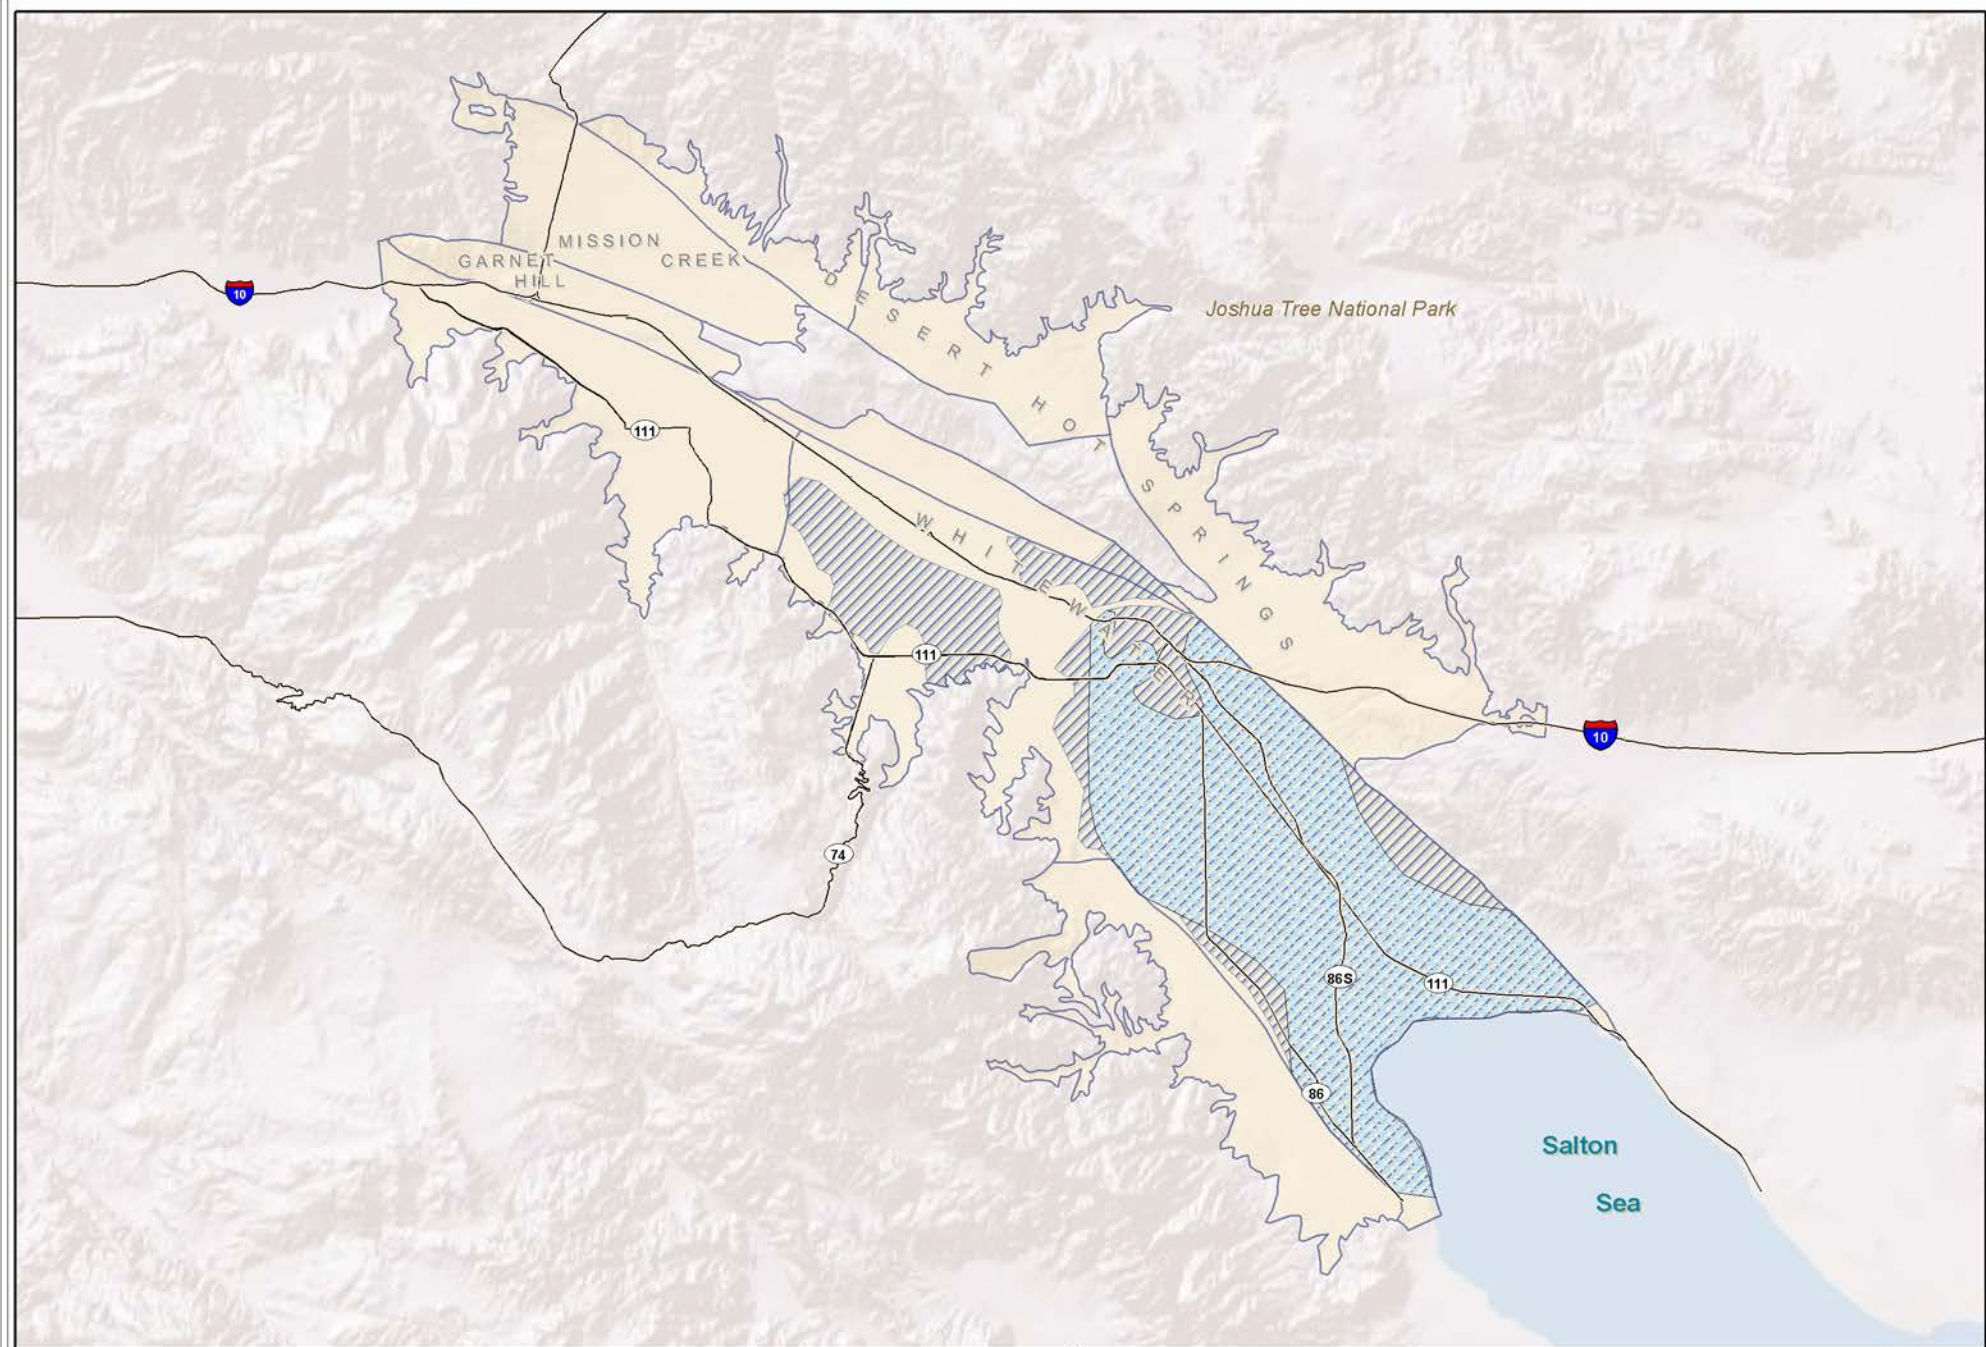 MISSION
CREEK
GARNET
HILL
10
DESERT HOT SPRINGS
Joshua Tree National Park
111
WHITEWATER
111
10
74
86S
111
86
Salton
Sea